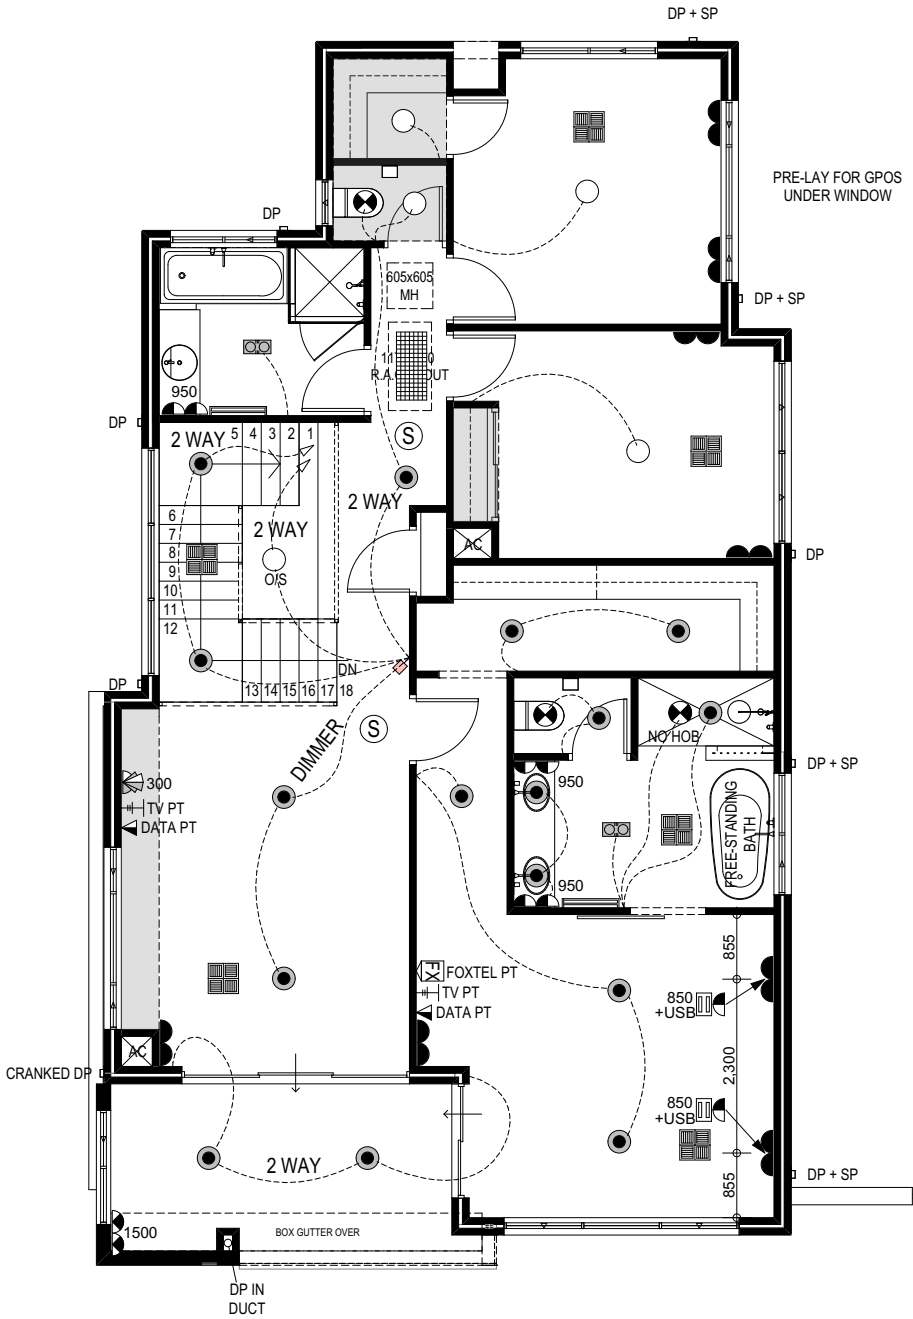 DP + SP
PRE-LAY FOR GPOS
UNDER WINDOW
DP
605x605
MH
DP + SP
R.A.
950
DP
2 WAY
5
4
3
2
1
S
2 WAY
2 WAY
6
7
8
9
10
11
12
O/S
AC
DP
DN
13
14
15
16
17
18
DP
DIMMER
S
NO HOB
DP + SP
300
TV PT
DATA PT
950
FREE-STANDING
BATH
950
855
FX
FOXTEL PT
TV PT
DATA PT
850
+USB
2,300
AC
CRANKED DP
850
+USB
2 WAY
855
DP + SP
1500
BOX GUTTER OVER
DP IN
DUCT